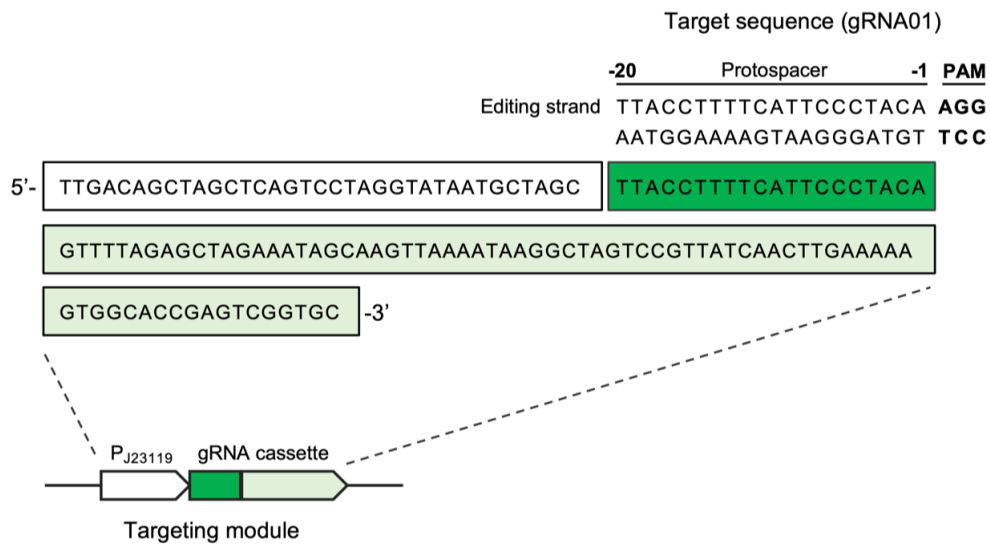 Target sequence (gRNA01)
-20 Protospacer -1 PAM
Editing strand TTACCTTTTCATTCCCTACA AGG
AATGGAAAAGTAAGGGATGT TCC
5’- TTGACAGCTAGCTCAGTCCTAGGTATAATGCTAGC TTACCTTTTCATTCCCTACA
GTTTTAGAGCTAGAAATAGCAAGTTAAAATAAGGCTAGTCCGTTATCAACTTGAAAAA
GTGGCACCGAGTCGGTGC -3’
PJ23119 gRNA cassette
Targeting module